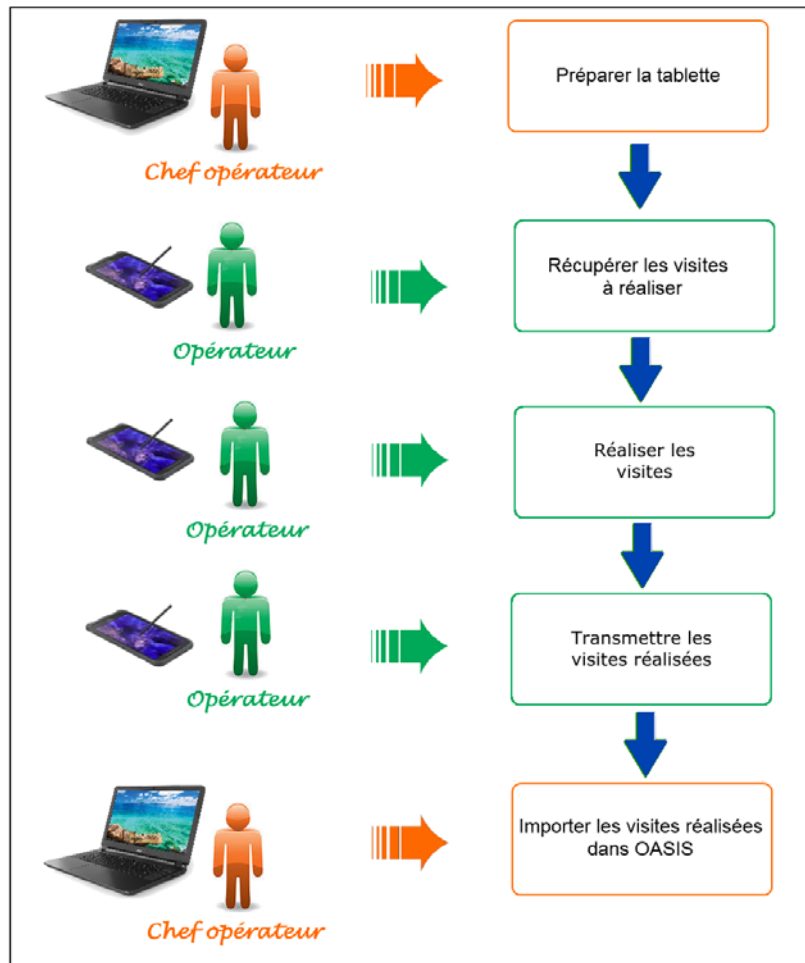 Préparer la tablette
Chef opérateur
Récupérer les visites
à réaliser
Opérateur
Réaliser les
visites
Opérateur
Transmettre les
visites réalisées
Opérateur
Importer les visites réalisées
dans OASIS
Chef opérateur